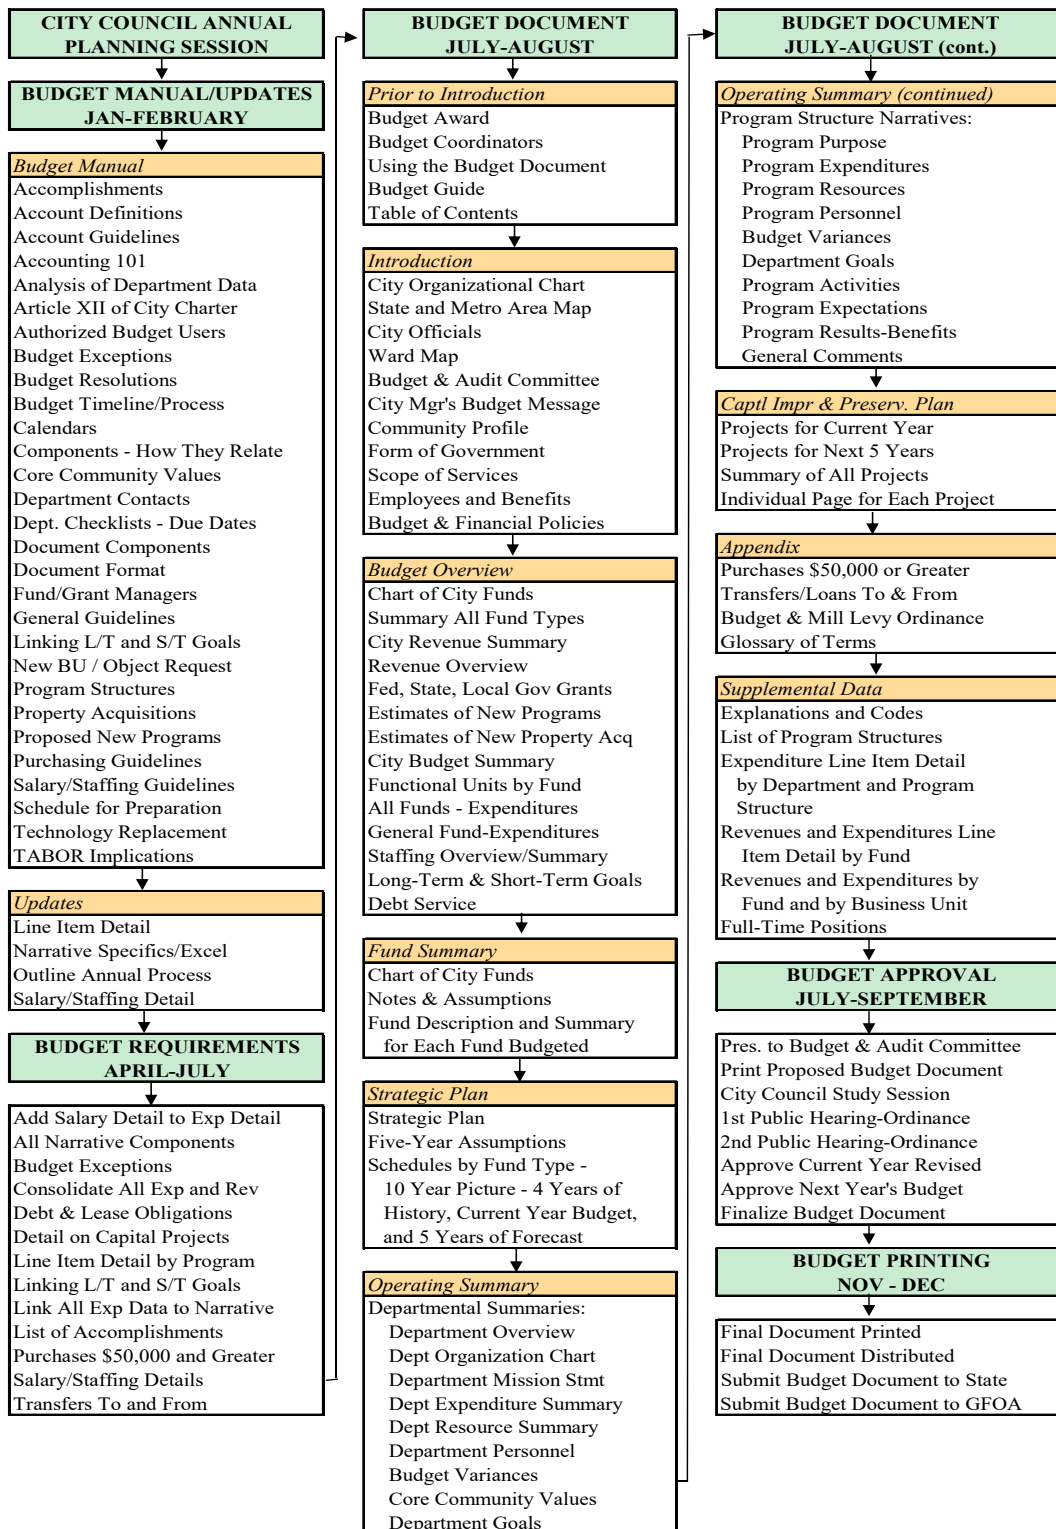 CITY COUNCIL ANNUAL
PLANNING SESSION
BUDGET MANUAL/UPDATES
JAN-FEBRUARY
Budget Manual
Accomplishments
Account Definitions
Account Guidelines
Accounting 101
Analysis of Department Data
Article XII of City Charter
Authorized Budget Users
Budget Exceptions
Budget Resolutions
Budget Timeline/Process
Calendars
Components - How They Relate
Core Community Values
Department Contacts
Dept. Checklists - Due Dates
Document Components
Document Format
Fund/Grant Managers
General Guidelines
Linking L/T and S/T Goals
New BU / Object Request
Program Structures
Property Acquisitions
Proposed New Programs
Purchasing Guidelines
Salary/Staffing Guidelines
Schedule for Preparation
Technology Replacement
TABOR Implications
Updates
Line Item Detail
Narrative Specifics/Excel
Outline Annual Process
Salary/Staffing Detail
BUDGET REQUIREMENTS
APRIL-JULY
Add Salary Detail to Exp Detail
All Narrative Components
Budget Exceptions
Consolidate All Exp and Rev
Debt & Lease Obligations
Detail on Capital Projects
Line Item Detail by Program
Linking L/T and S/T Goals
Link All Exp Data to Narrative
List of Accomplishments
Purchases $50,000 and Greater
Salary/Staffing Details
Transfers To and From
BUDGET DOCUMENT
JULY-AUGUST
Prior to Introduction
Budget Award
Budget Coordinators
Using the Budget Document
Budget Guide
Table of Contents
Introduction
City Organizational Chart
State and Metro Area Map
City Officials
Ward Map
Budget & Audit Committee
City Mgr's Budget Message
Community Profile
Form of Government
Scope of Services
Employees and Benefits
Budget & Financial Policies
Budget Overview
Chart of City Funds
Summary All Fund Types
City Revenue Summary
Revenue Overview
Fed, State, Local Gov Grants
Estimates of New Programs
Estimates of New Property Acq
City Budget Summary
Functional Units by Fund
All Funds - Expenditures
General Fund-Expenditures
Staffing Overview/Summary
Long-Term & Short-Term Goals
Debt Service
Fund Summary
Chart of City Funds
Notes & Assumptions
Fund Description and Summary
for Each Fund Budgeted
Strategic Plan
Strategic Plan
Five-Year Assumptions
Schedules by Fund Type -
10 Year Picture - 4 Years of
History, Current Year Budget,
and 5 Years of Forecast
Operating Summary
Departmental Summaries:
Department Overview
Dept Organization Chart
Department Mission Stmt
Dept Expenditure Summary
Dept Resource Summary
Department Personnel
Budget Variances
Core Community Values
Department Goals
BUDGET DOCUMENT
JULY-AUGUST (cont.)
Operating Summary (continued)
Program Structure Narratives:
Program Purpose
Program Expenditures
Program Resources
Program Personnel
Budget Variances
Department Goals
Program Activities
Program Expectations
Program Results-Benefits
General Comments
Captl Impr & Preserv. Plan
Projects for Current Year
Projects for Next 5 Years
Summary of All Projects
Individual Page for Each Project
Appendix
Purchases $50,000 or Greater
Transfers/Loans To & From
Budget & Mill Levy Ordinance
Glossary of Terms
Supplemental Data
Explanations and Codes
List of Program Structures
Expenditure Line Item Detail
by Department and Program
Structure
Revenues and Expenditures Line
Item Detail by Fund
Revenues and Expenditures by
Fund and by Business Unit
Full-Time Positions
BUDGET APPROVAL
JULY-SEPTEMBER
Pres. to Budget & Audit Committee
Print Proposed Budget Document
City Council Study Session
1st Public Hearing-Ordinance
2nd Public Hearing-Ordinance
Approve Current Year Revised
Approve Next Year's Budget
Finalize Budget Document
BUDGET PRINTING
NOV - DEC
Final Document Printed
Final Document Distributed
Submit Budget Document to State
Submit Budget Document to GFOA